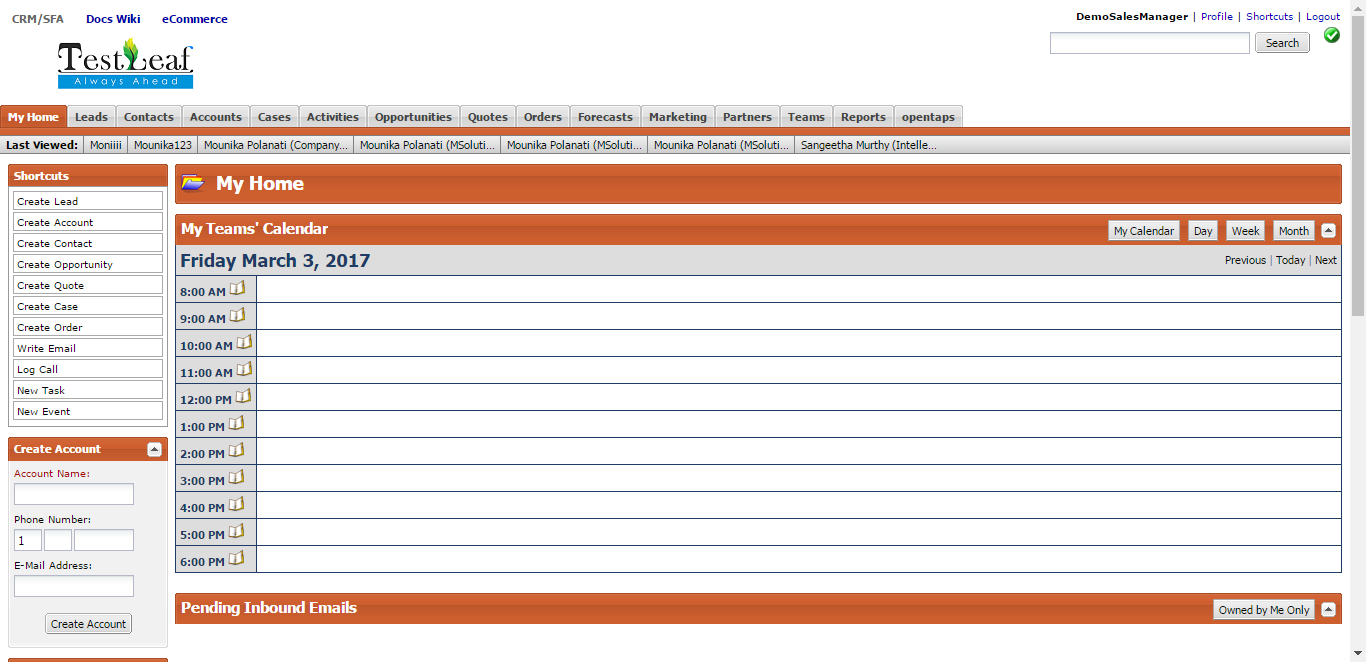 CRM/SFA Docs Wiki eCommerce
DemoSalesManager | Profile | Shortcuts | Logout
TestLeaf
Always Ahead
Search
My Home Leads Contacts Accounts Cases Activities Opportunities Quotes Orders Forecasts Marketing Partners Teams Reports opentaps
Last Viewed: Moniiii Mounika123 Mounika Polanati (Company... Mounika Polanati (MSoluti... Mounika Polanati (MSoluti... Mounika Polanati (MSoluti... Sangeetha Murthy (Intelle...
Shortcuts
Create Lead
Create Account
Create Contact
Create Opportunity
Create Quote
Create Case
Create Order
Write Email
Log Call
New Task
New Event
Create Account
Account Name:
Phone Number:
1
E-Mail Address:
Create Account
My Home
My Teams' Calendar
My Calendar Day Week Month
Friday March 3, 2017
Previous | Today | Next
8:00 AM
9:00 AM
10:00 AM
11:00 AM
12:00 PM
1:00 PM
2:00 PM
3:00 PM
4:00 PM
5:00 PM
6:00 PM
Pending Inbound Emails
Owned by Me Only